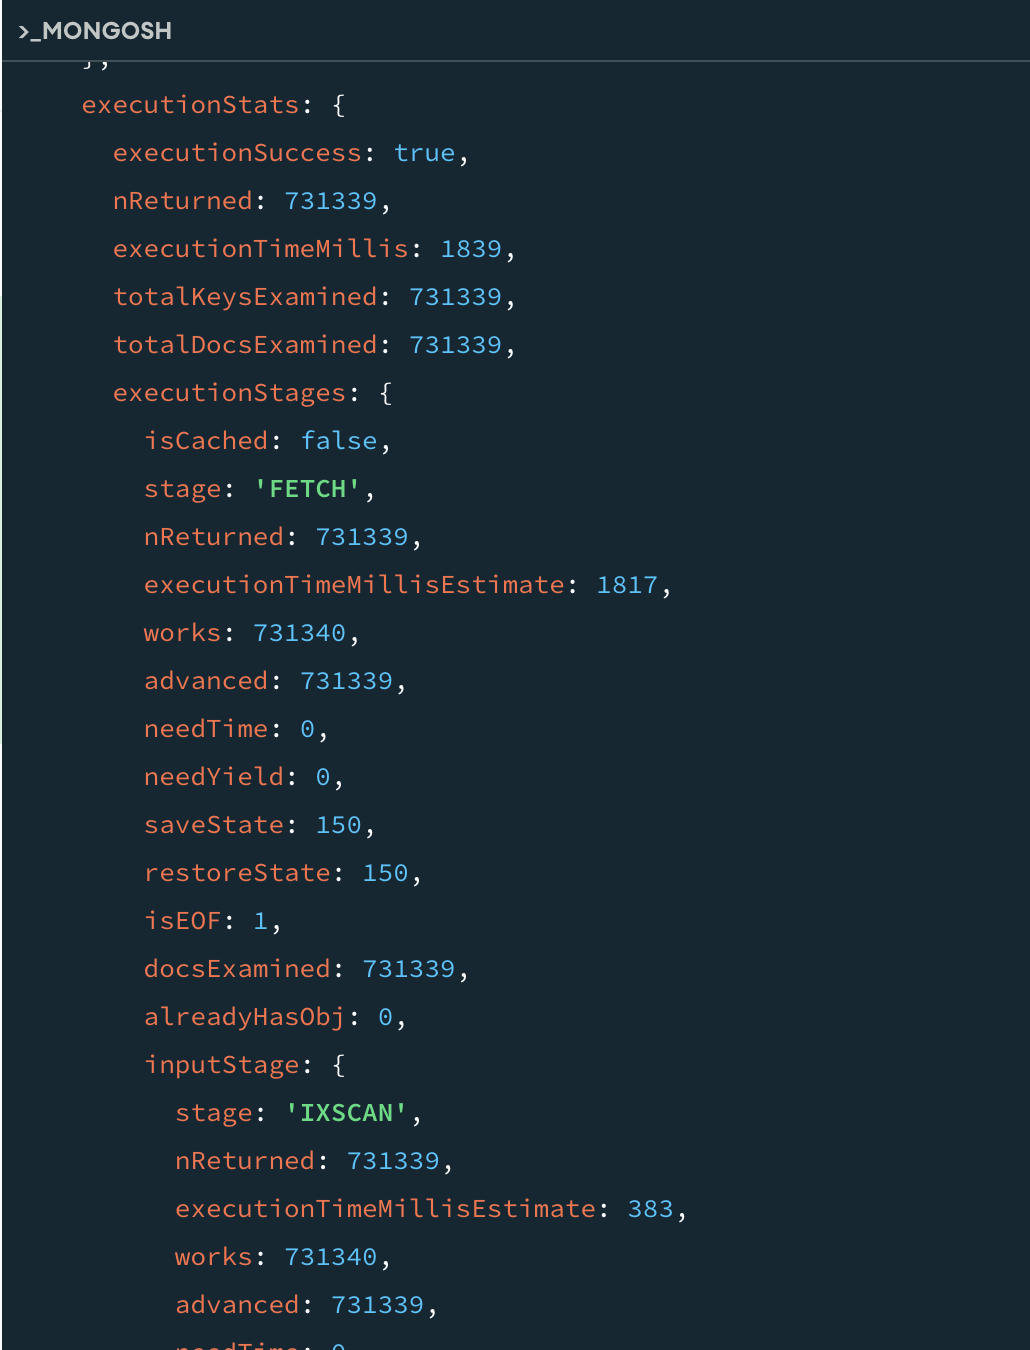 >_MONGOSH
},
executionStats: {
executionSuccess: true,
nReturned: 731339,
executionTimeMillis: 1839,
totalKeysExamined: 731339,
totalDocsExamined: 731339,
executionStages: {
isCached: false,
stage: 'FETCH',
nReturned: 731339,
executionTimeMillisEstimate: 1817,
works: 731340,
advanced: 731339,
needTime: 0,
needYield: 0,
saveState: 150,
restoreState: 150,
isEOF: 1,
docsExamined: 731339,
alreadyHasObj: 0,
inputStage: {
stage: 'IXSCAN',
nReturned: 731339,
executionTimeMillisEstimate: 383,
works: 731340,
advanced: 731339,
needTime: 0